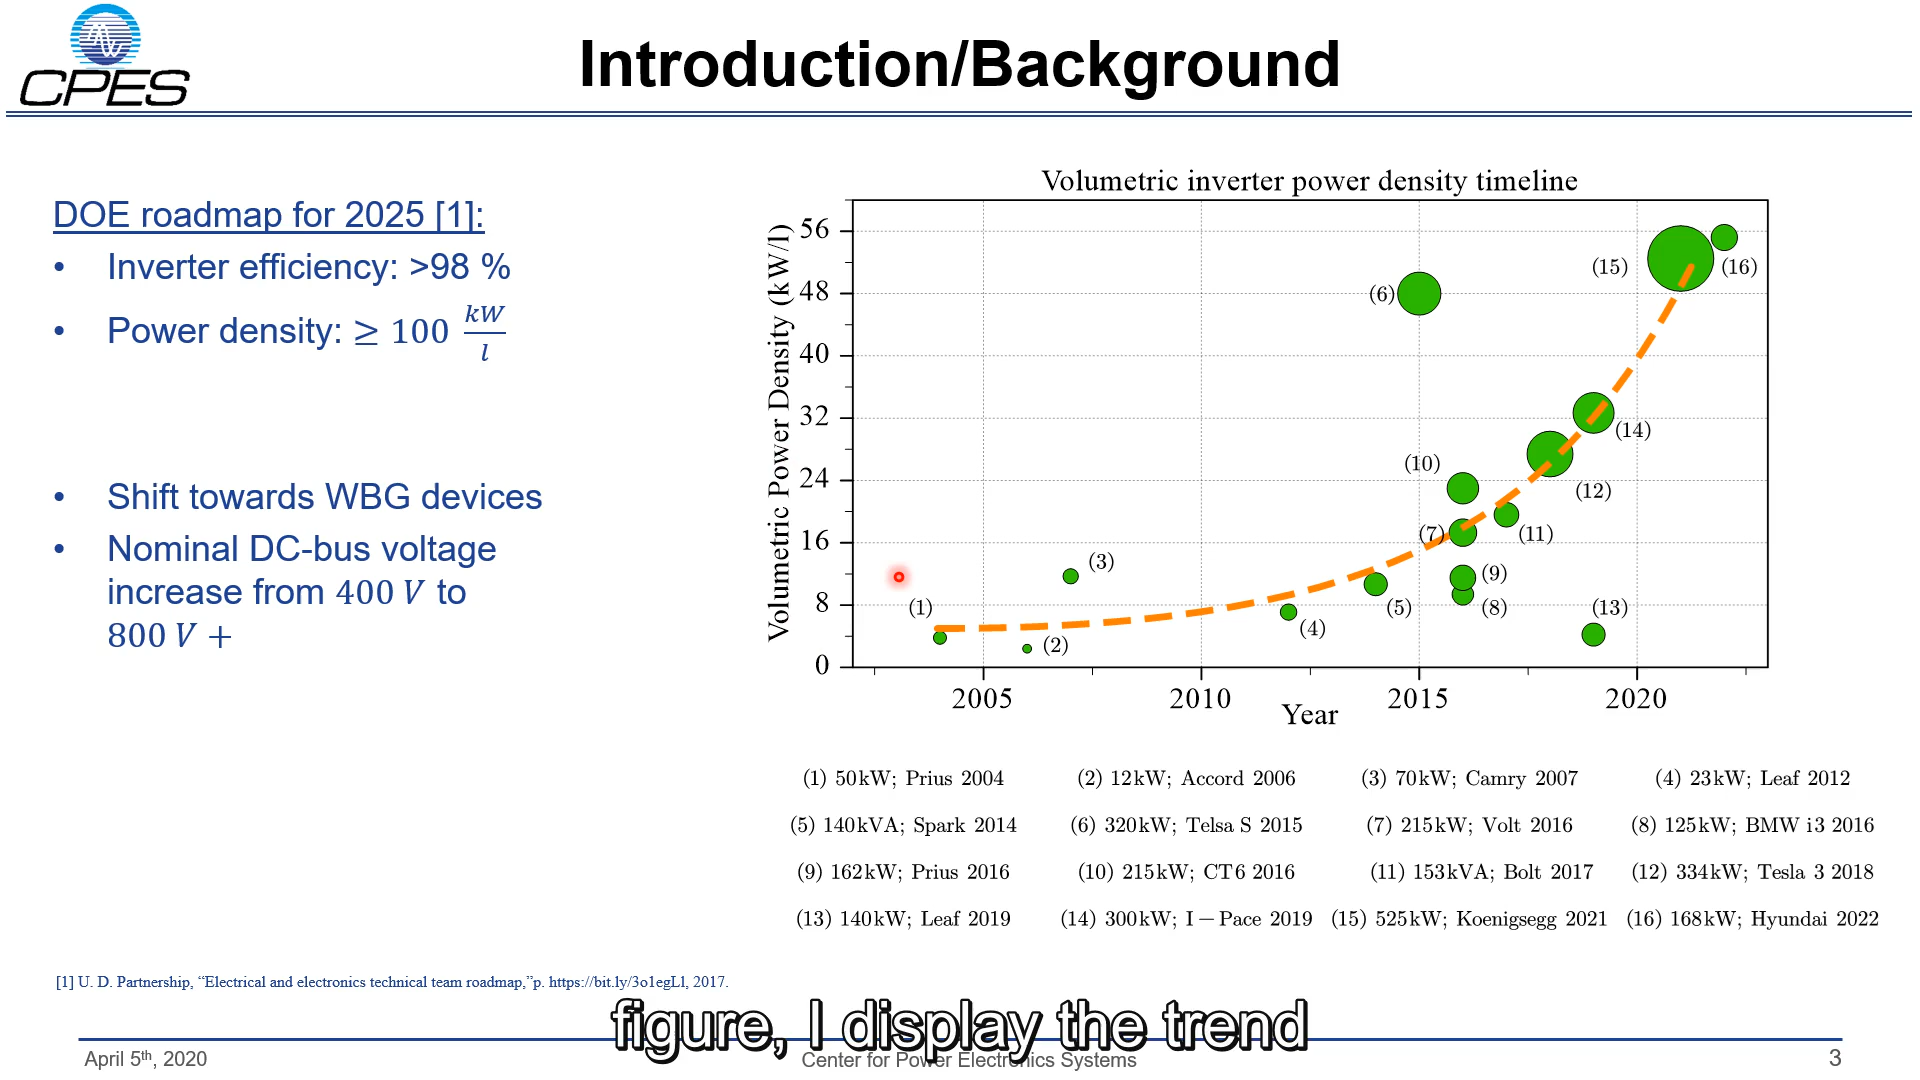 CPES
Introduction/Background
DOE roadmap for 2025 [1]:
• Inverter efficiency: >98 %
• Power density: ≥ 100 kW/l
• Shift towards WBG devices
• Nominal DC-bus voltage
increase from 400 V to
800 V +
Volumetric inverter power density timeline
Volumetric Power Density (kW/l)
56
48
40
32
24
16
8
0
(1)
(2)
(3)
(4)
(5)
(6)
(7)
(8)
(9)
(10)
(11)
(12)
(13)
(14)
(15)
(16)
2005 2010 2015 2020
Year
(1) 50kW; Prius 2004 (2) 12kW; Accord 2006 (3) 70kW; Camry 2007 (4) 23kW; Leaf 2012
(5) 140kVA; Spark 2014 (6) 320kW; Telsa S 2015 (7) 215kW; Volt 2016 (8) 125kW; BMW i3 2016
(9) 162kW; Prius 2016 (10) 215kW; CT6 2016 (11) 153kVA; Bolt 2017 (12) 334kW; Tesla 3 2018
(13) 140kW; Leaf 2019 (14) 300kW; I−Pace 2019 (15) 525kW; Koenigsegg 2021 (16) 168kW; Hyundai 2022
[1] U. D. Partnership, “Electrical and electronics technical team roadmap,”p. https://bit.ly/3o1egLl, 2017.
figure, I display the trend
April 5th, 2020 Center for Power Electronics Systems 3